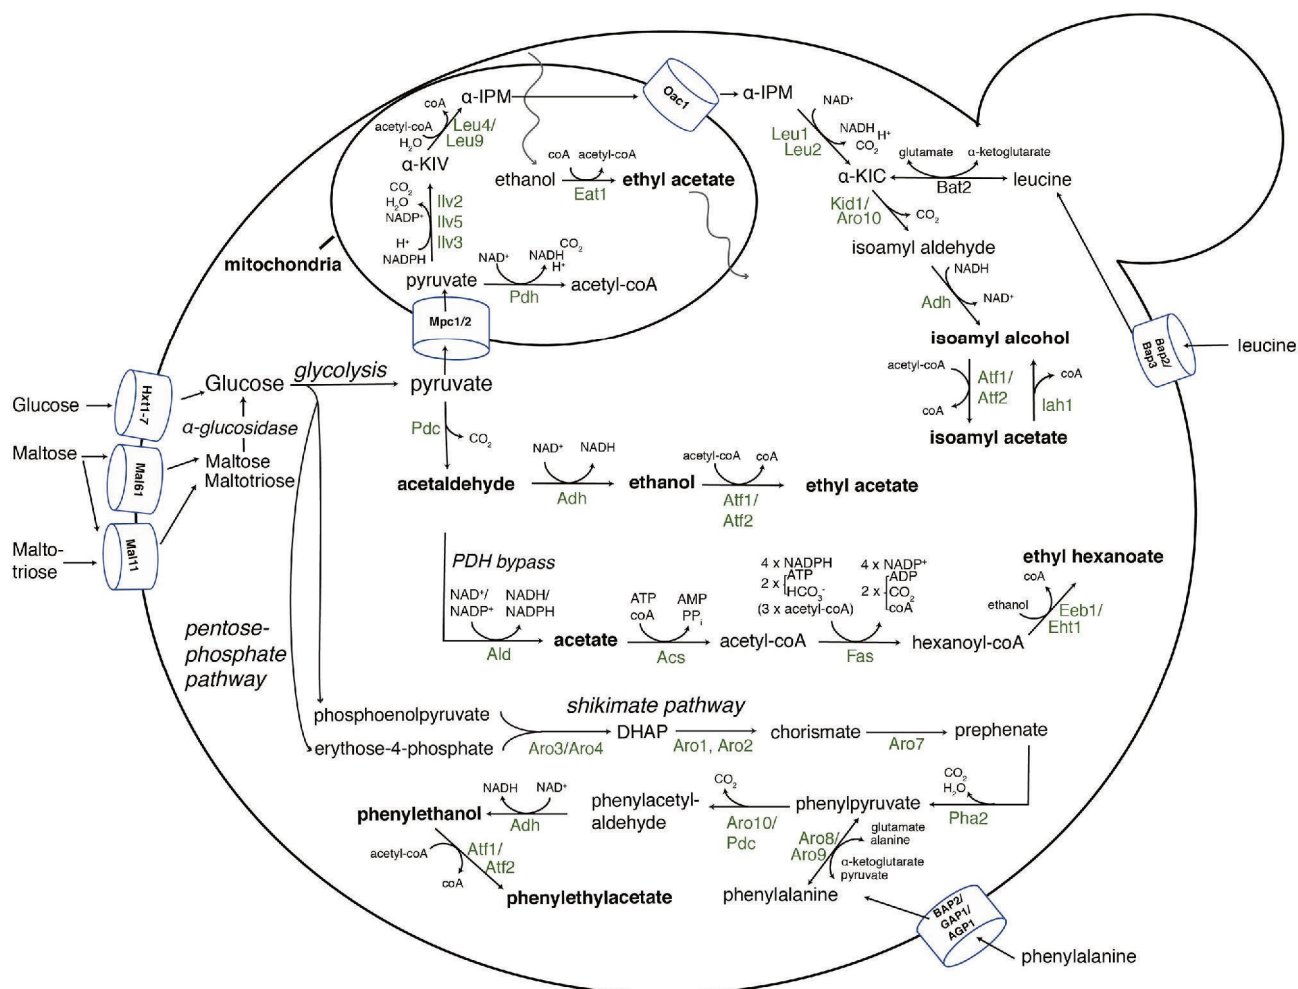 Oac1
α-IPM
α-IPM
coA
acetyl-coA
H₂O
Leu4/
Leu9
α-KIV
NAD⁺
NADH H⁺
CO₂
Leu1
Leu2
coA acetyl-coA
ethanol
ethyl acetate
Eat1
glutamate
α-ketoglutarate
α-KIC
Bat2
leucine
CO₂
H₂O
NADP⁺
H⁺
NADPH
Ilv2
Ilv5
Ilv3
Kid1/
Aro10
CO₂
isoamyl aldehyde
mitochondria
pyruvate
NAD⁺
NADH
CO₂
H⁺
Pdh
acetyl-coA
NADH
NAD⁺
Adh
Mpc1/2
isoamyl alcohol
Bap2/
Bap3
leucine
acetyl-coA
coA
Atf1/
Atf2
coA
Iah1
isoamyl acetate
glycolysis
Glucose
pyruvate
Glucose
Hxt1-7
α-glucosidase
Maltose
Mal61
Maltose
Maltotriose
Malto-
triose
Mal11
Pdc
CO₂
acetaldehyde
NAD⁺
NADH
Adh
ethanol
acetyl-coA
coA
Atf1/
Atf2
ethyl acetate
PDH bypass
NAD⁺/
NADP⁺
NADH/
NADPH
Ald
acetate
ATP
coA
AMP
PPᵢ
Acs
acetyl-coA
4 x NADPH
2 x
ATP
HCO₃⁻
(3 x acetyl-coA)
4 x NADP⁺
2 x
ADP
CO₂
coA
Fas
hexanoyl-coA
ethanol
coA
Eeb1/
Eht1
ethyl hexanoate
pentose-
phosphate
pathway
shikimate pathway
phosphoenolpyruvate
erythose-4-phosphate
Aro3/Aro4
DHAP
Aro1, Aro2
chorismate
Aro7
prephenate
CO₂
H₂O
Pha2
phenylpyruvate
CO₂
Aro10/
Pdc
phenylacetyl-
aldehyde
NADH
NAD⁺
Adh
phenylethanol
acetyl-coA
coA
Atf1/
Atf2
phenylethylacetate
Aro8/
Aro9
glutamate
alanine
α-ketoglutarate
pyruvate
phenylalanine
BAP2/
GAP1/
AGP1
phenylalanine